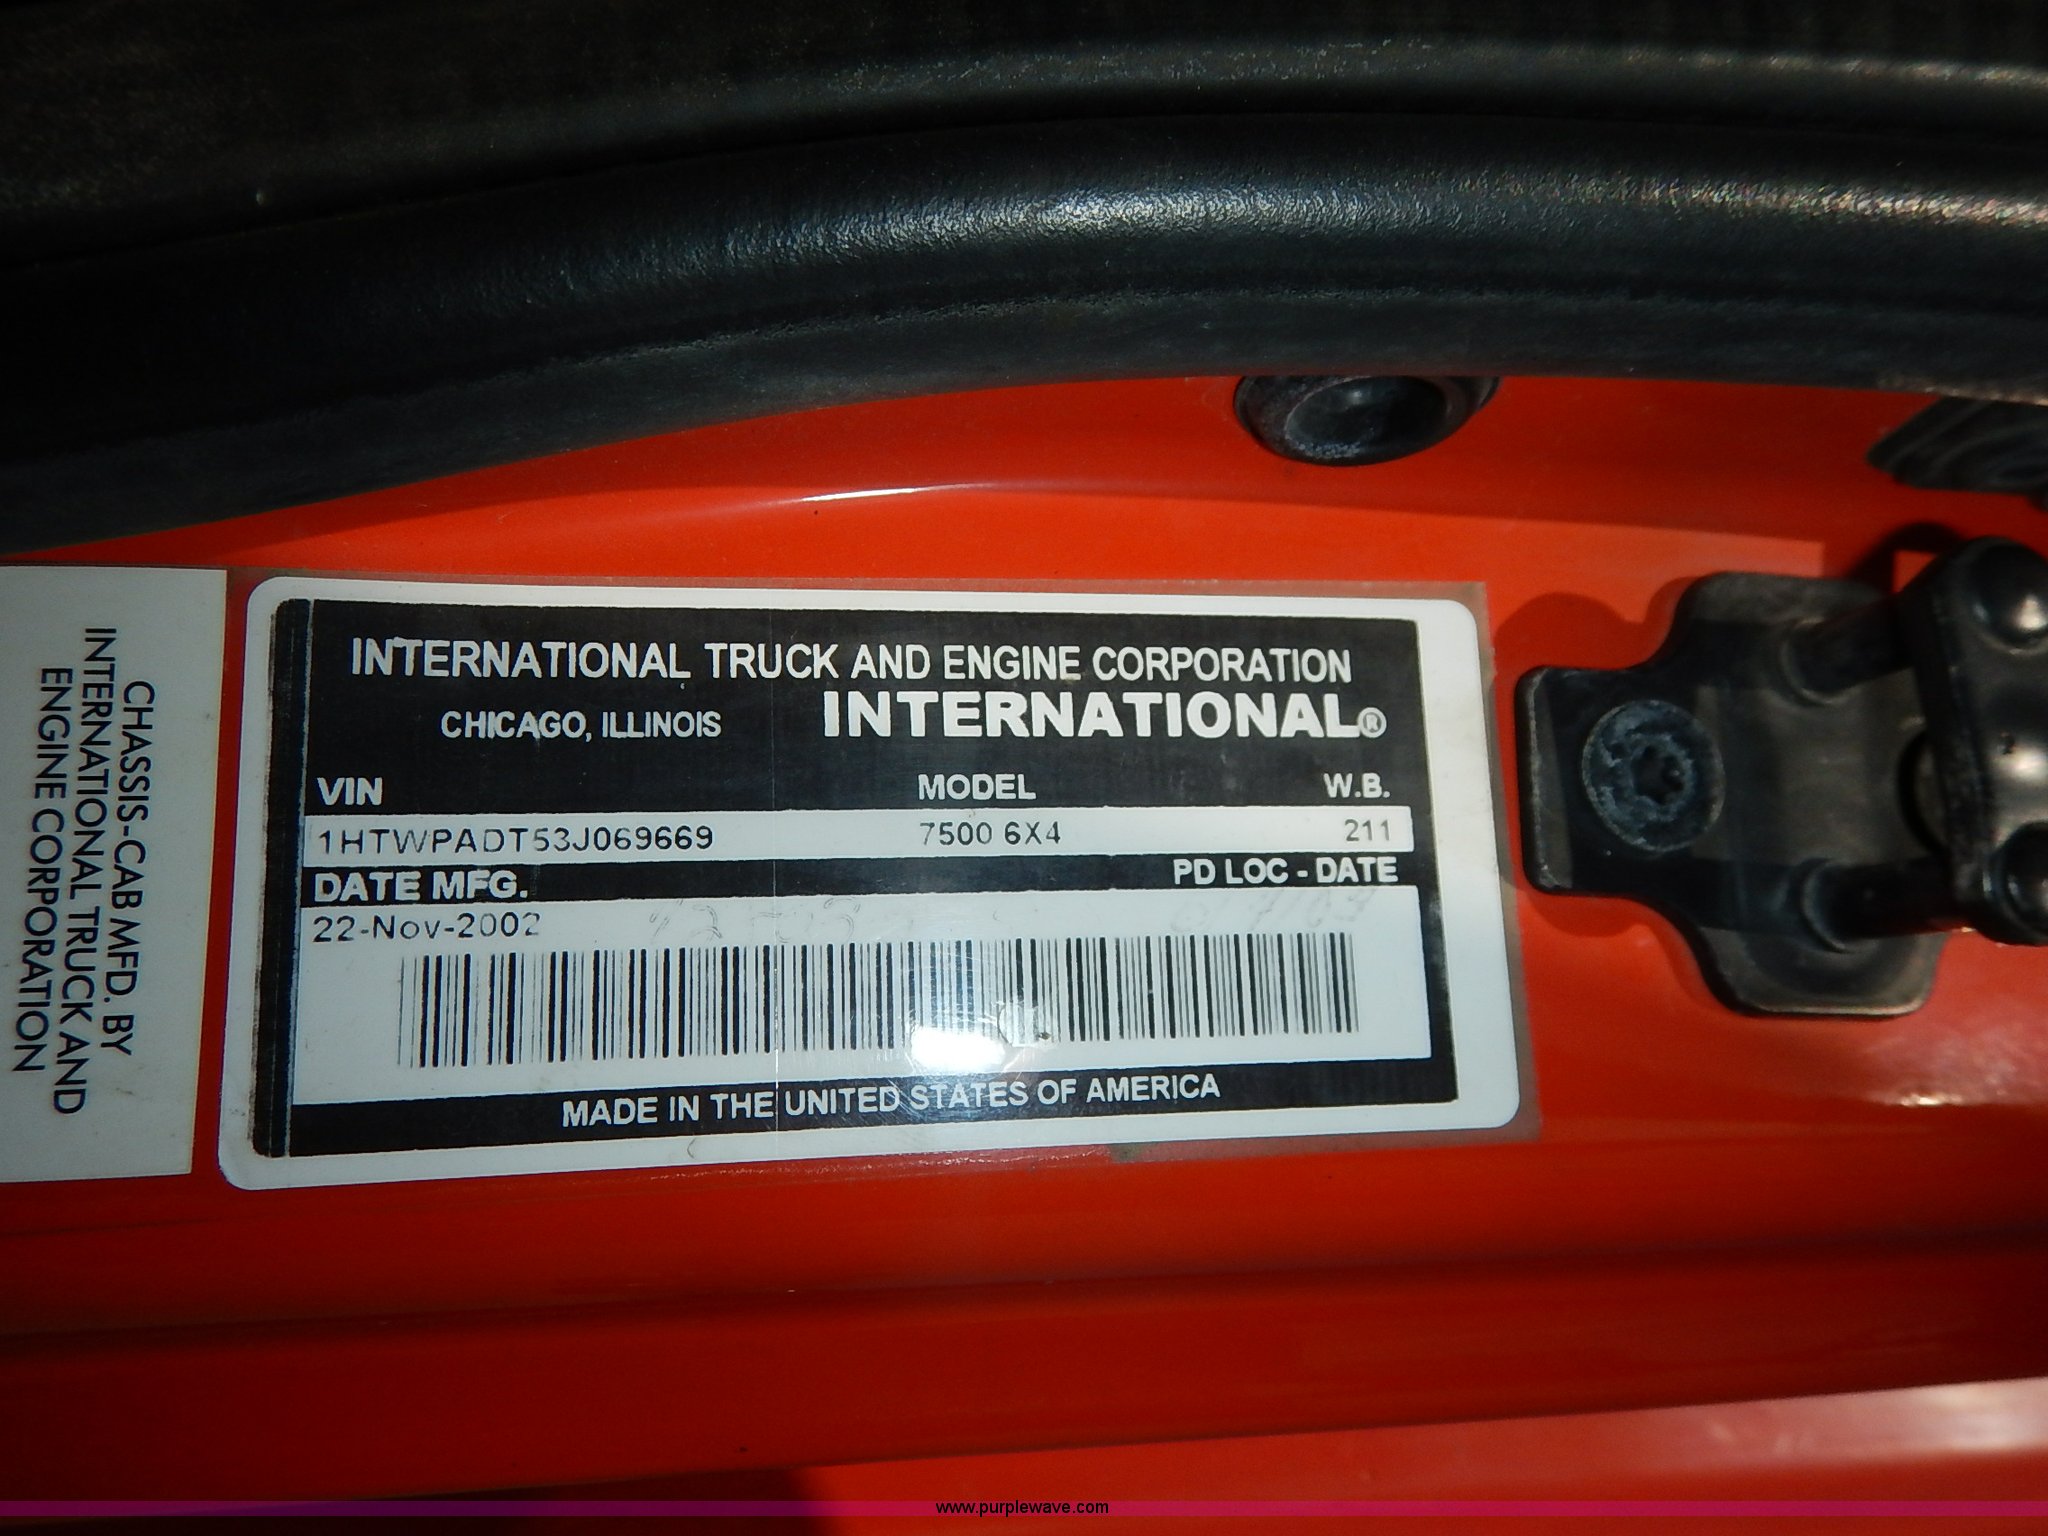 CHASSIS-CAB MFD. BY
INTERNATIONAL TRUCK AND
ENGINE CORPORATION
INTERNATIONAL TRUCK AND ENGINE CORPORATION
CHICAGO, ILLINOIS INTERNATIONAL®
VIN MODEL W.B.
1HTWPADT53J069669 7500 6X4 211
DATE MFG. PD LOC - DATE
22-Nov-2002
MADE IN THE UNITED STATES OF AMERICA
www.purplewave.com